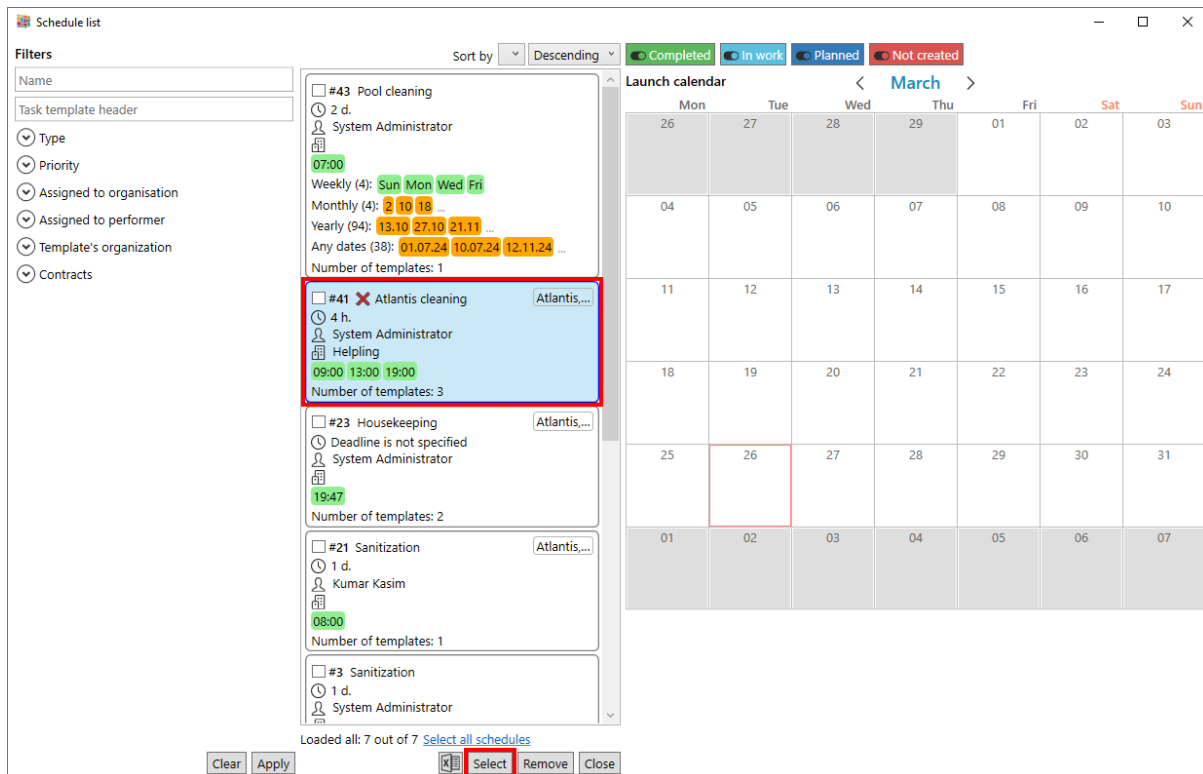 Schedule list
Filters
Name
Task template header
Type
Priority
Assigned to organisation
Assigned to performer
Template's organization
Contracts
Clear Apply
Sort by Descending
#43 Pool cleaning
2 d.
System Administrator
07:00
Weekly (4): Sun Mon Wed Fri
Monthly (4): 2 10 18 ...
Yearly (94): 13.10 27.10 21.11 ...
Any dates (38): 01.07.24 10.07.24 12.11.24 ...
Number of templates: 1
#41 Atlantis cleaning Atlantis,...
4 h.
System Administrator
Helpling
09:00 13:00 19:00
Number of templates: 3
#23 Housekeeping Atlantis,...
Deadline is not specified
System Administrator
19:47
Number of templates: 2
#21 Sanitization Atlantis,...
1 d.
Kumar Kasim
08:00
Number of templates: 1
#3 Sanitization
1 d.
System Administrator
Loaded all: 7 out of 7 Select all schedules
Select Remove Close
Completed In work Planned Not created
Launch calendar < March >
Mon Tue Wed Thu Fri Sat Sun
26 27 28 29 01 02 03
04 05 06 07 08 09 10
11 12 13 14 15 16 17
18 19 20 21 22 23 24
25 26 27 28 29 30 31
01 02 03 04 05 06 07